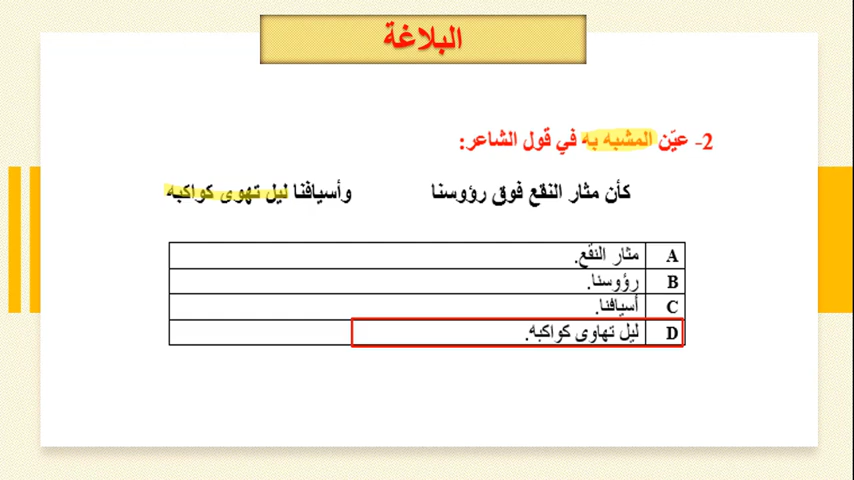 البلاغة
2- عيّن المشبه به في قول الشاعر:
كأن مثار النقع فوق رؤوسنا وأسيافنا ليل تهوى كواكبه
A مثار النقع.
B رؤوسنا.
C أسيافنا.
D ليل تهاوى كواكبه.